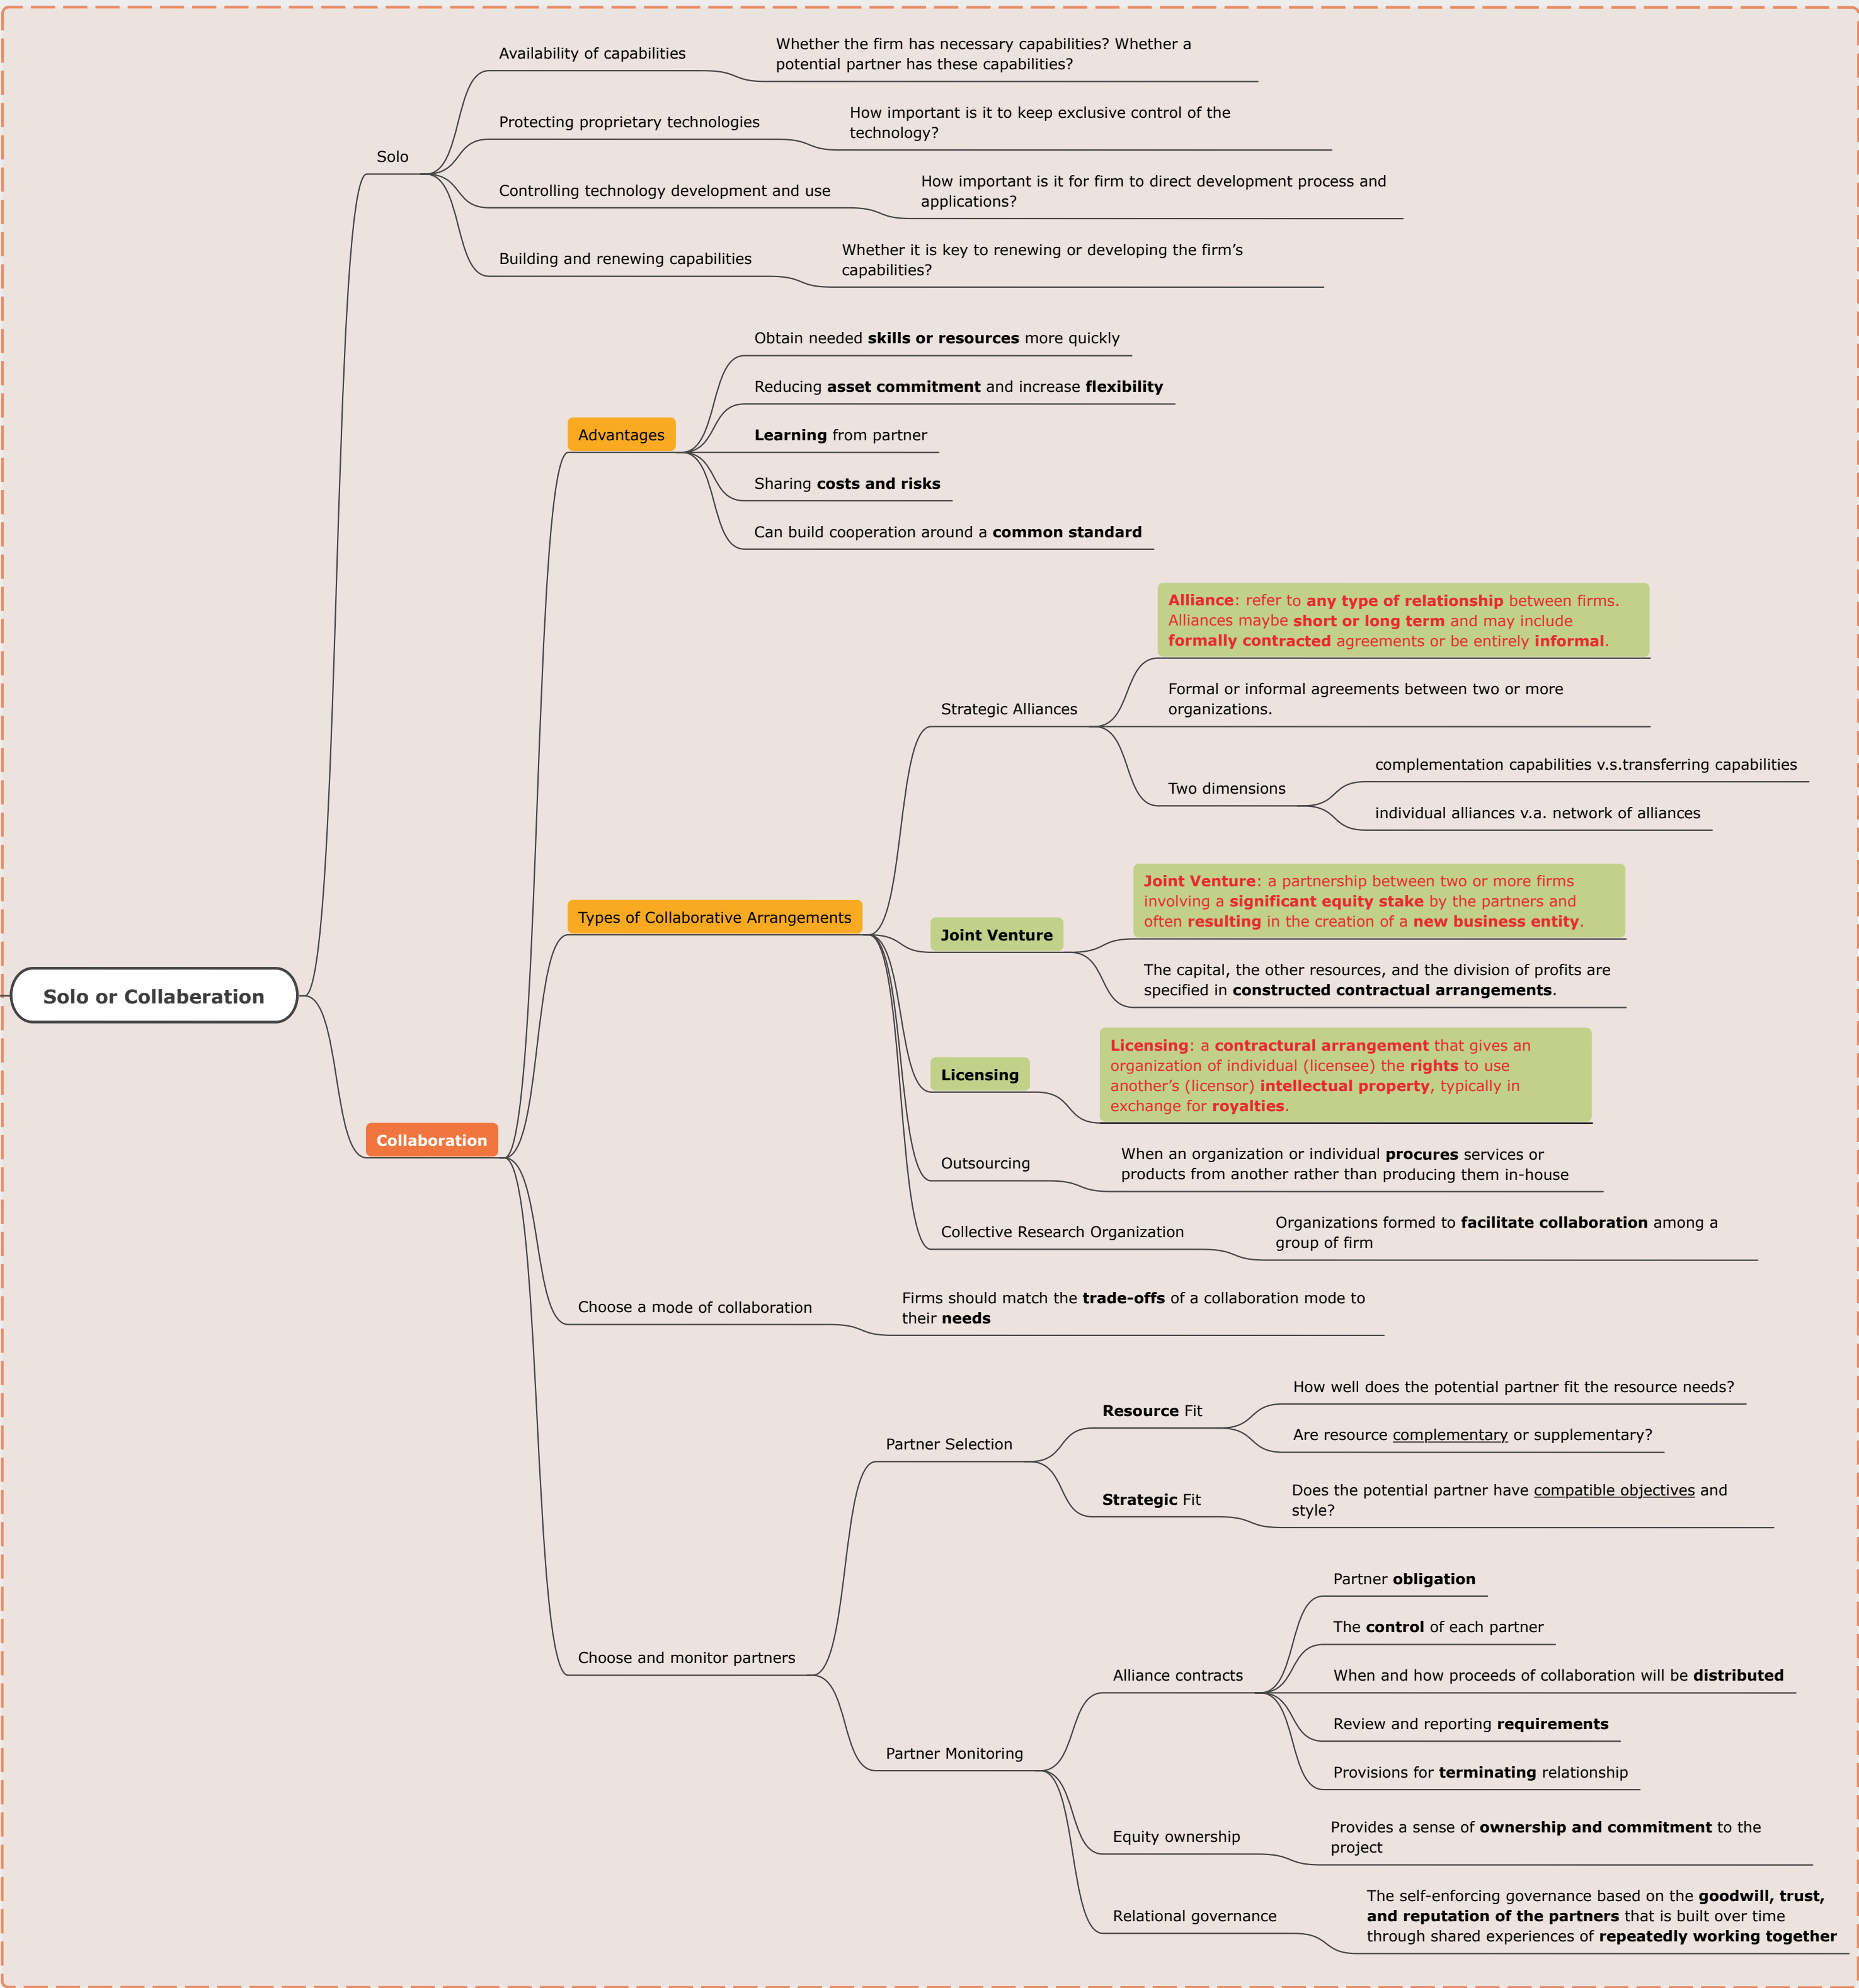 Solo or Collaberation
Solo
Availability of capabilities
Whether the firm has necessary capabilities? Whether a
potential partner has these capabilities?
Protecting proprietary technologies
How important is it to keep exclusive control of the
technology?
Controlling technology development and use
How important is it for firm to direct development process and
applications?
Building and renewing capabilities
Whether it is key to renewing or developing the firm’s
capabilities?
Collaboration
Advantages
Obtain needed skills or resources more quickly
Reducing asset commitment and increase flexibility
Learning from partner
Sharing costs and risks
Can build cooperation around a common standard
Types of Collaborative Arrangements
Strategic Alliances
Alliance: refer to any type of relationship between firms.
Alliances maybe short or long term and may include
formally contracted agreements or be entirely informal.
Formal or informal agreements between two or more
organizations.
Two dimensions
complementation capabilities v.s.transferring capabilities
individual alliances v.a. network of alliances
Joint Venture
Joint Venture: a partnership between two or more firms
involving a significant equity stake by the partners and
often resulting in the creation of a new business entity.
The capital, the other resources, and the division of profits are
specified in constructed contractual arrangements.
Licensing
Licensing: a contractural arrangement that gives an
organization of individual (licensee) the rights to use
another’s (licensor) intellectual property, typically in
exchange for royalties.
Outsourcing
When an organization or individual procures services or
products from another rather than producing them in-house
Collective Research Organization
Organizations formed to facilitate collaboration among a
group of firm
Choose a mode of collaboration
Firms should match the trade-offs of a collaboration mode to
their needs
Choose and monitor partners
Partner Selection
Resource Fit
How well does the potential partner fit the resource needs?
Are resource complementary or supplementary?
Strategic Fit
Does the potential partner have compatible objectives and
style?
Partner Monitoring
Alliance contracts
Partner obligation
The control of each partner
When and how proceeds of collaboration will be distributed
Review and reporting requirements
Provisions for terminating relationship
Equity ownership
Provides a sense of ownership and commitment to the
project
Relational governance
The self-enforcing governance based on the goodwill, trust,
and reputation of the partners that is built over time
through shared experiences of repeatedly working together